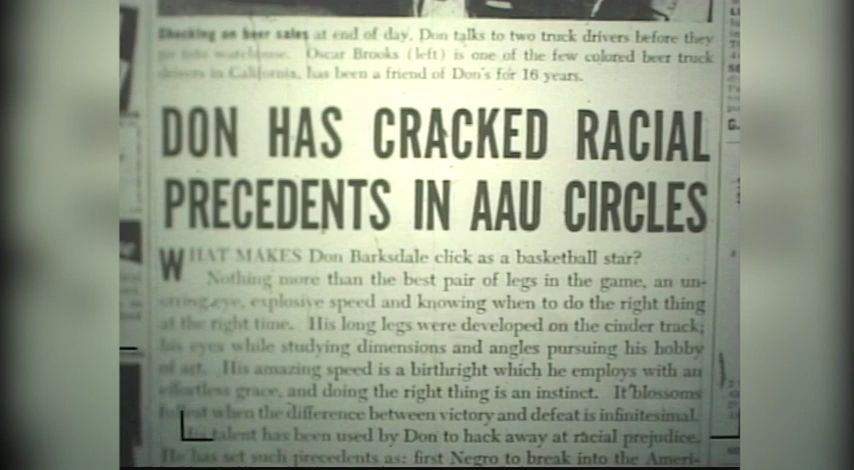 Checking on beer sales at end of day, Don talks to two truck drivers before they
go into warehouse. Oscar Brooks (left) is one of the few colored beer truck
drivers in California, has been a friend of Don's for 16 years.
DON HAS CRACKED RACIAL
PRECEDENTS IN AAU CIRCLES
WHAT MAKES Don Barksdale click as a basketball star?
Nothing more than the best pair of legs in the game, an un-
erring eye, explosive speed and knowing when to do the right thing
at the right time. His long legs were developed on the cinder track;
his eyes while studying dimensions and angles pursuing his hobby
of art. His amazing speed is a birthright which he employs with an
effortless grace, and doing the right thing is an instinct. It blossoms
when the difference between victory and defeat is infinitesimal.
talent has been used by Don to hack away at racial prejudice.
He has set such precedents as: first Negro to break into the Ameri-